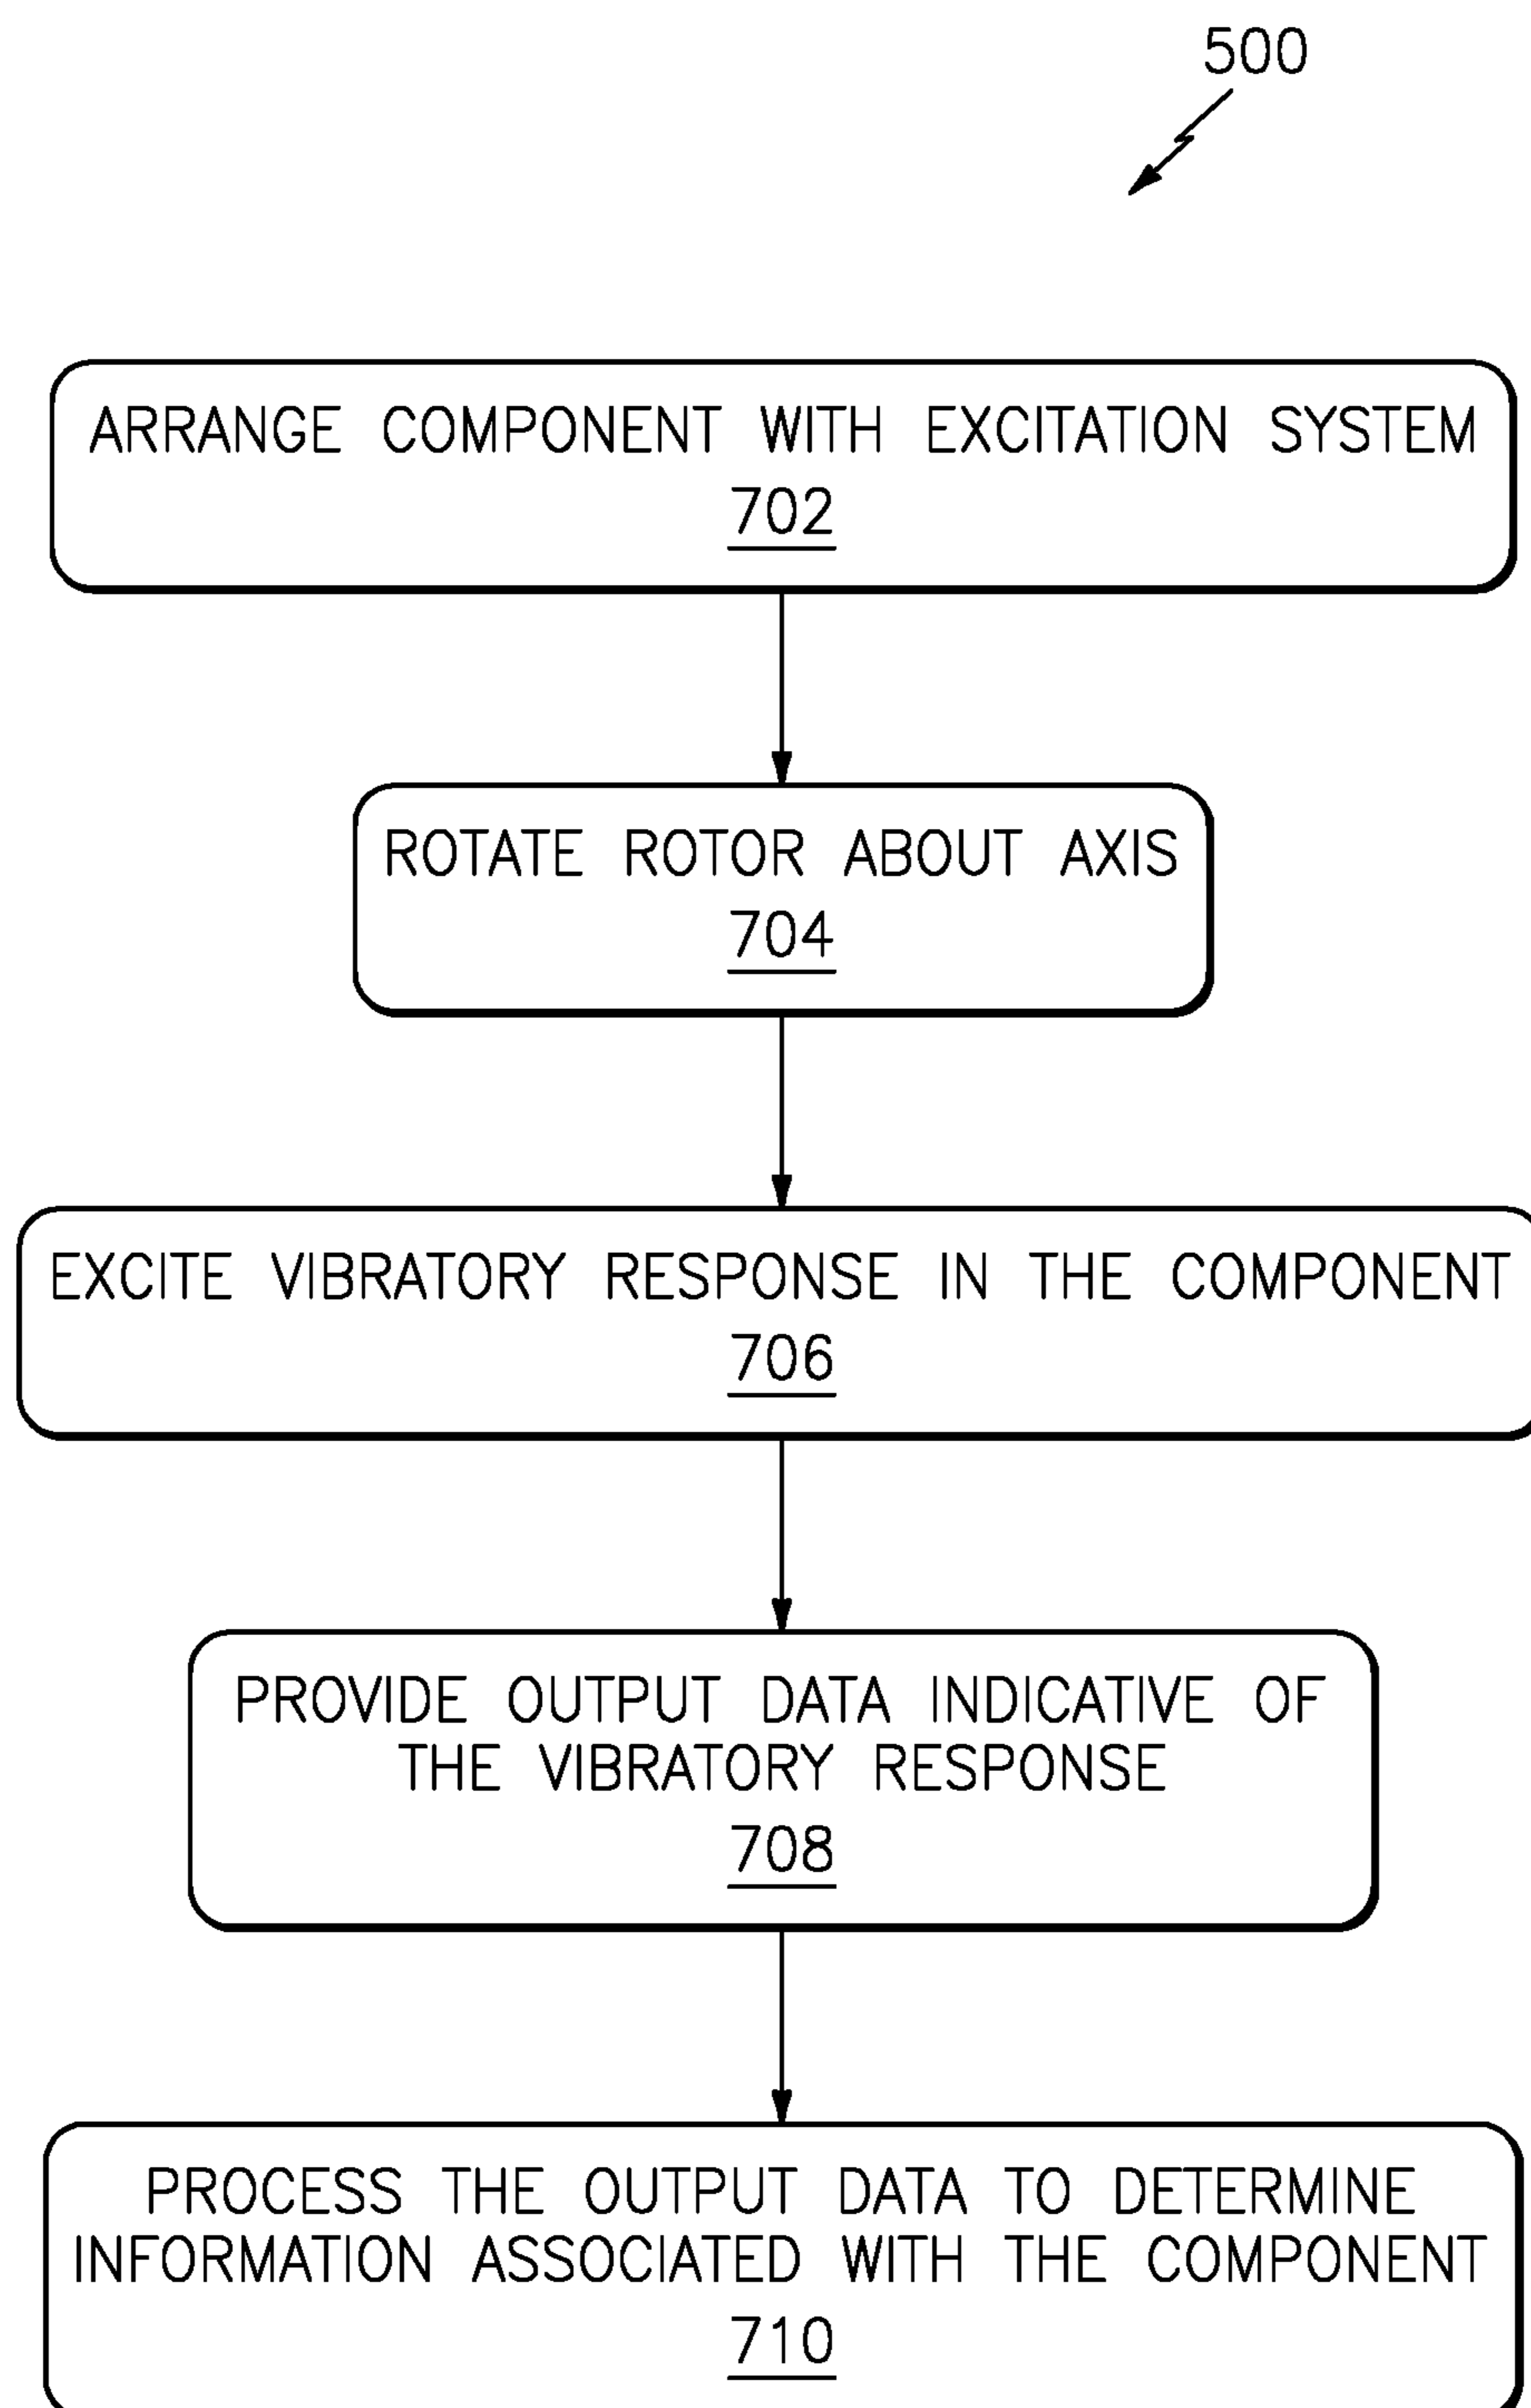 500
ARRANGE COMPONENT WITH EXCITATION SYSTEM
702
ROTATE ROTOR ABOUT AXIS
704
EXCITE VIBRATORY RESPONSE IN THE COMPONENT
706
PROVIDE OUTPUT DATA INDICATIVE OF
THE VIBRATORY RESPONSE
708
PROCESS THE OUTPUT DATA TO DETERMINE
INFORMATION ASSOCIATED WITH THE COMPONENT
710